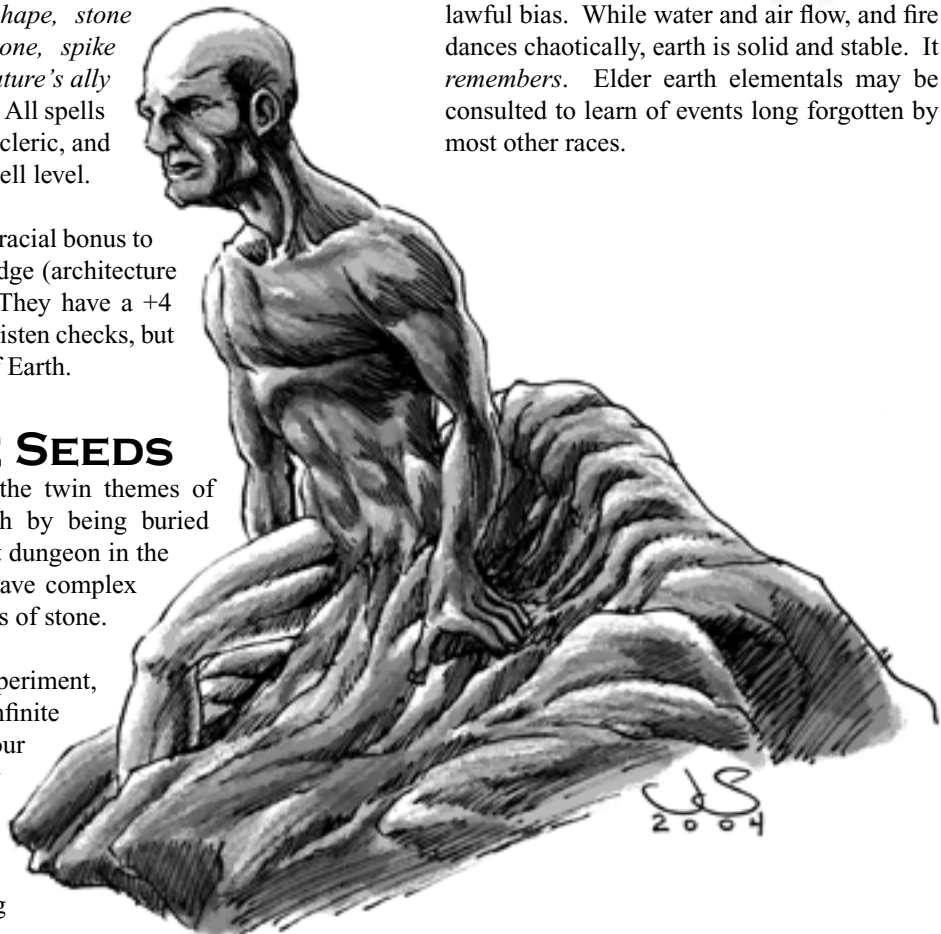 hape, stone
one, spike
ature's ally
All spells
cleric, and
ell level.
racial bonus to
dge (architecture
They have a +4
isten checks, but
f Earth.
SEEDS
the twin themes of
h by being buried
t dungeon in the
ave complex
s of stone.
periment,
nfinite
our
g
lawful bias. While water and air flow, and fire
dances chaotically, earth is solid and stable. It
remembers. Elder earth elementals may be
consulted to learn of events long forgotten by
most other races.
JS
2004